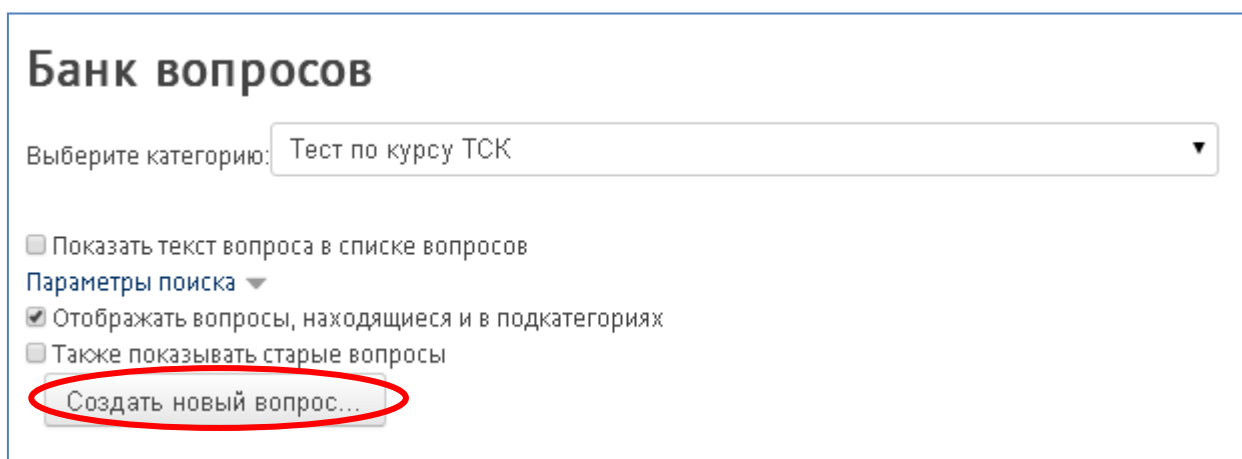 Банк вопросов
Выберите категорию: Тест по курсу ТСК
Показать текст вопроса в списке вопросов
Параметры поиска
Отображать вопросы, находящиеся и в подкатегориях
Также показывать старые вопросы
Создать новый вопрос...